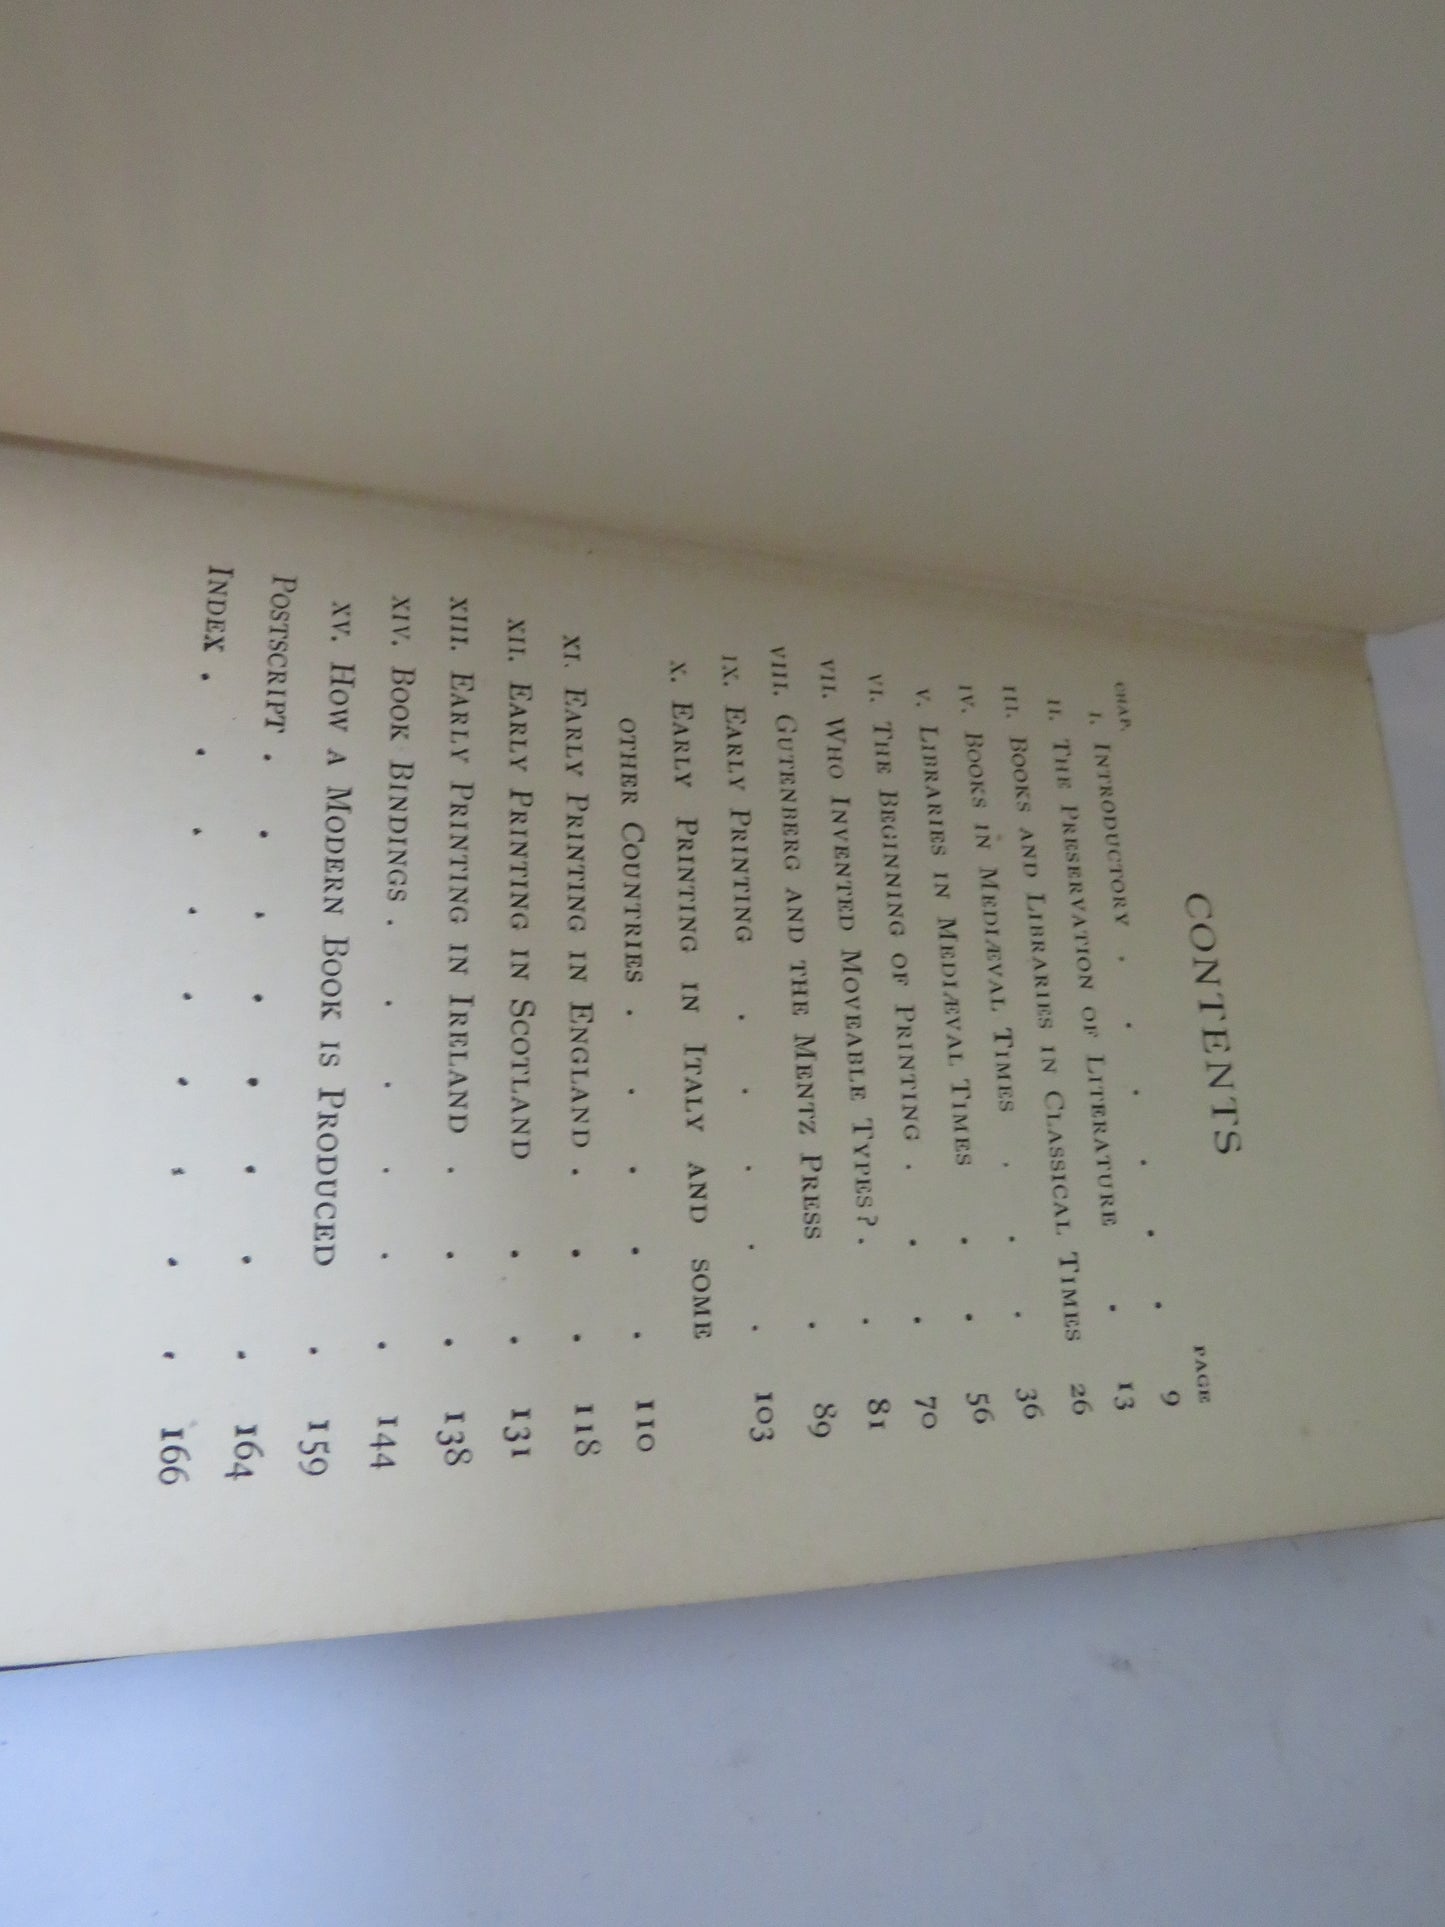 CONTENTS
CHAP. PAGE
I. INTRODUCTORY . . . . . . 9
II. THE PRESERVATION OF LITERATURE . 13
III. BOOKS AND LIBRARIES IN CLASSICAL TIMES 26
IV. BOOKS IN MEDIÆVAL TIMES . . . 36
V. LIBRARIES IN MEDIÆVAL TIMES . . 56
VI. THE BEGINNING OF PRINTING . . . 70
VII. WHO INVENTED MOVEABLE TYPES? . . 81
VIII. GUTENBERG AND THE MENTZ PRESS . 89
IX. EARLY PRINTING . . . . . 103
X. EARLY PRINTING IN ITALY AND SOME
OTHER COUNTRIES . . . . . 110
XI. EARLY PRINTING IN ENGLAND . . . 118
XII. EARLY PRINTING IN SCOTLAND . . 131
XIII. EARLY PRINTING IN IRELAND . . . 138
XIV. BOOK BINDINGS . . . . . . 144
XV. HOW A MODERN BOOK IS PRODUCED . 159
POSTSCRIPT . . . . . . . . 164
INDEX . . . . . . . . . 166